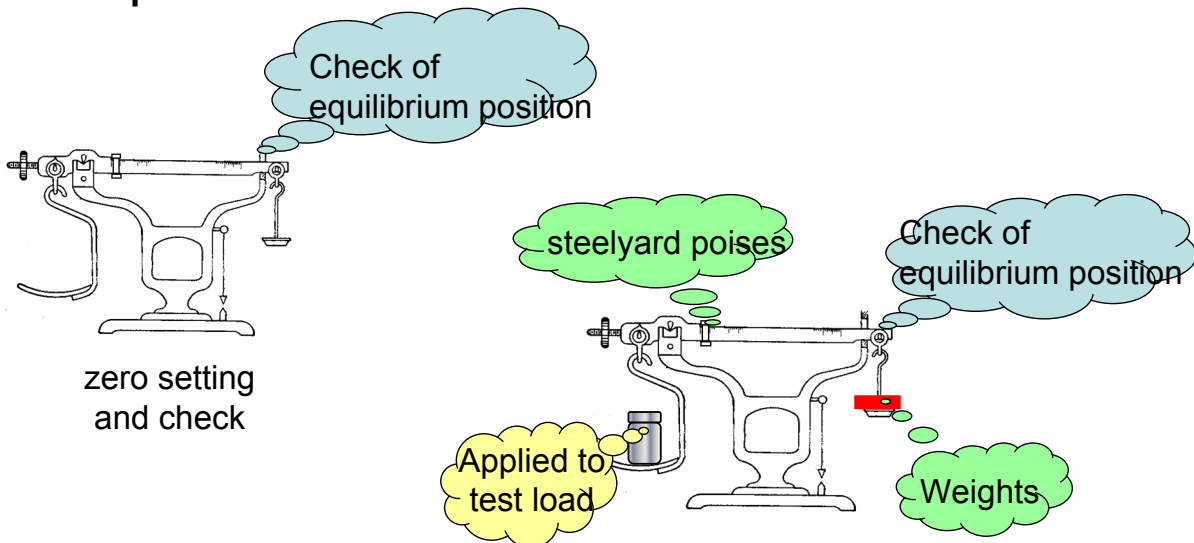 Check of
equilibrium position
zero setting
and check
steelyard poises
Check of
equilibrium position
Applied to
test load
Weights